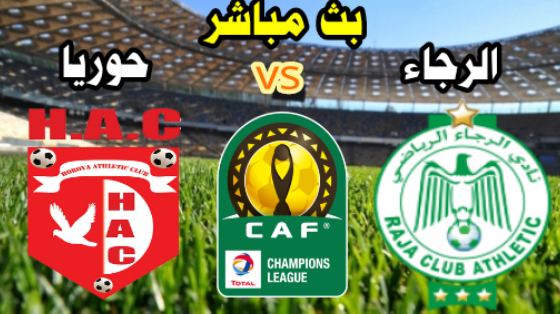 بث مباشر
الرجاء
VS
حوريا
H.A.C
HOROYA ATHLETIC CLUB
HAC
CAF
TOTAL
CHAMPIONS
LEAGUE
نادي الرجاء الرياضي
RAJA CLUB ATHLETIC